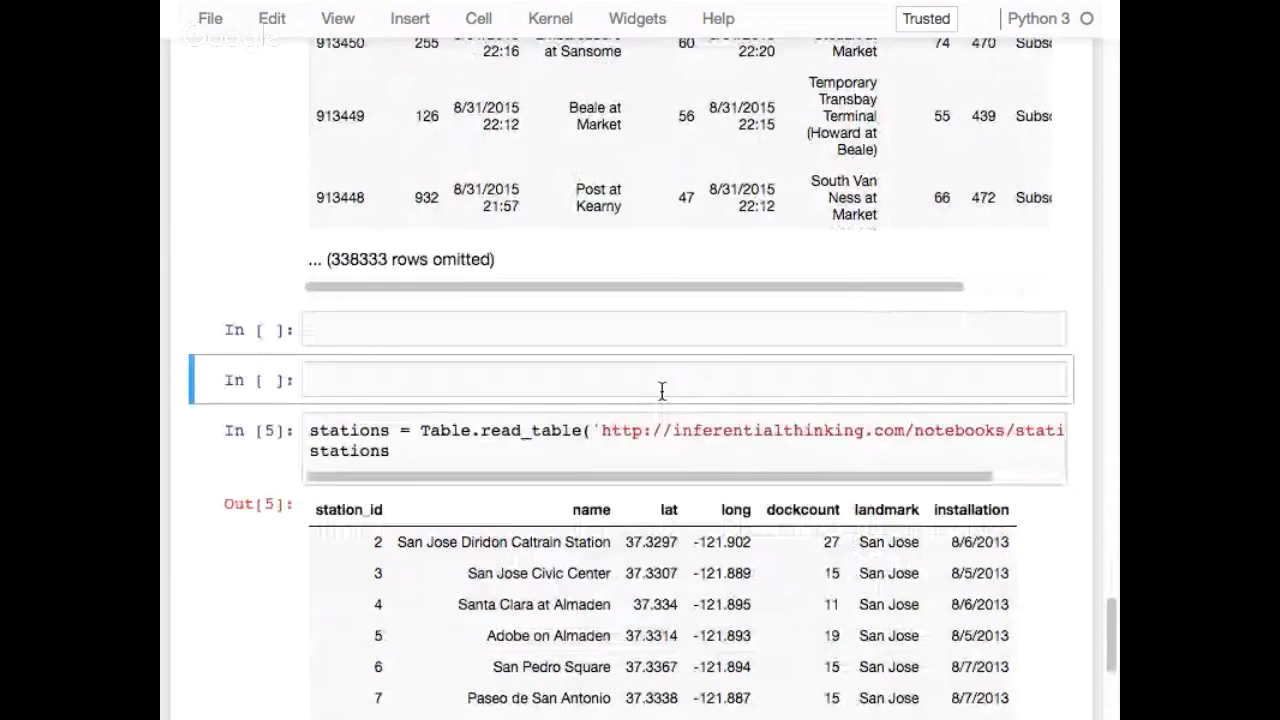 File Edit View Insert Cell Kernel Widgets Help Trusted Python 3
Google
913450 255 22:16 at Sansome 60 22:20 Market 74 470
913449 126 8/31/2015 22:12 Beale at Market 56 8/31/2015 22:15 Temporary Transbay Terminal (Howard at Beale) 55 439 Subsc
913448 932 8/31/2015 21:57 Post at Kearny 47 8/31/2015 22:12 South Van Ness at Market 66 472 Subsc
... (338333 rows omitted)
In [ ]:
In [ ]:
In [5]: stations = Table.read_table('http://inferentialthinking.com/notebooks/stati
stations
Out[5]: station_id name lat long dockcount landmark installation
2 San Jose Diridon Caltrain Station 37.3297 -121.902 27 San Jose 8/6/2013
3 San Jose Civic Center 37.3307 -121.889 15 San Jose 8/5/2013
4 Santa Clara at Almaden 37.334 -121.895 11 San Jose 8/6/2013
5 Adobe on Almaden 37.3314 -121.893 19 San Jose 8/5/2013
6 San Pedro Square 37.3367 -121.894 15 San Jose 8/7/2013
7 Paseo de San Antonio 37.3338 -121.887 15 San Jose 8/7/2013